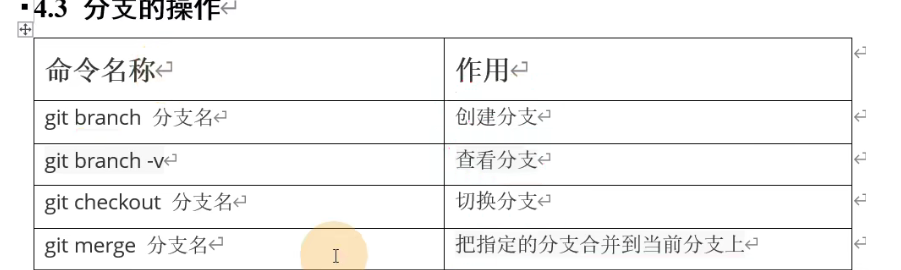 4.3 分支的操作
命令名称 作用
git branch 分支名 创建分支
git branch -v 查看分支
git checkout 分支名 切换分支
git merge 分支名 把指定的分支合并到当前分支上